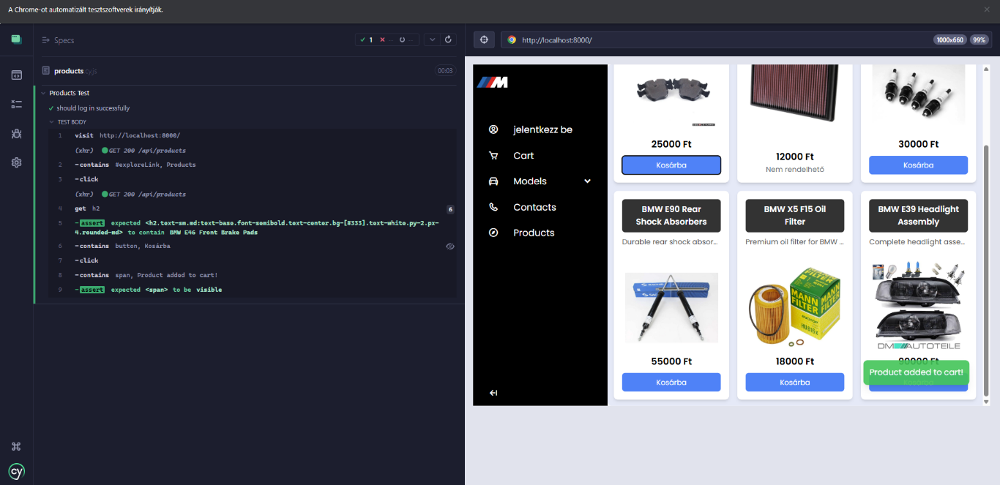 A Chrome-ot automatizált tesztszoftverek irányítják.
Specs
1
--
--
http://localhost:8000/
1000x660
99%
products.cy.js
00:03
Products Test
should log in successfully
TEST BODY
1 visit http://localhost:8000/
(xhr) GET 200 /api/products
2 -contains #exploreLink, Products
3 -click
(xhr) GET 200 /api/products
4 get h2 6
5 -assert expected <h2.text-sm.md:text-base.font-semibold.text-center.bg-[#333].text-white.py-2.px-
4.rounded-md> to contain BMW E46 Front Brake Pads
6 -contains button, Kosárba
7 -click
8 -contains span, Product added to cart!
9 -assert expected <span> to be visible
cy
M
jelentkezz be
Cart
Models
Contacts
Products
25000 Ft
Kosárba
12000 Ft
Nem rendelhető
30000 Ft
Kosárba
BMW E90 Rear
Shock Absorbers
Durable rear shock absor...
55000 Ft
Kosárba
BMW X5 F15 Oil
Filter
Premium oil filter for BMW ...
MANN
FILTER
18000 Ft
Kosárba
BMW E39 Headlight
Assembly
Complete headlight asse...
DM AUTOTEILE
Product added to cart!